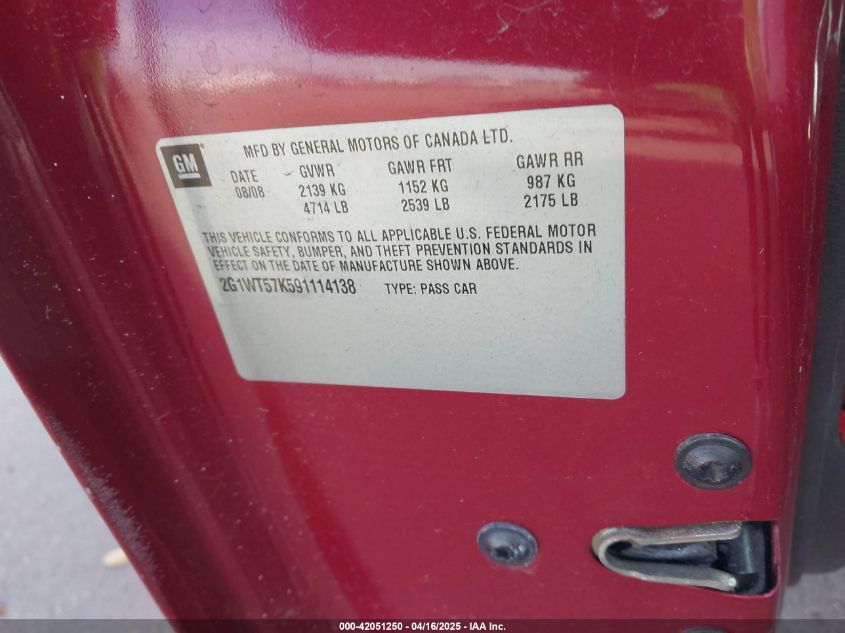 GM
MFD BY GENERAL MOTORS OF CANADA LTD.
DATE GVWR GAWR FRT GAWR RR
08/08 2139 KG 1152 KG 987 KG
4714 LB 2539 LB 2175 LB
THIS VEHICLE CONFORMS TO ALL APPLICABLE U.S. FEDERAL MOTOR
VEHICLE SAFETY, BUMPER, AND THEFT PREVENTION STANDARDS IN
EFFECT ON THE DATE OF MANUFACTURE SHOWN ABOVE.
2G1WT57K591114138 TYPE: PASS CAR
000-42051250 - 04/16/2025 - IAA Inc.